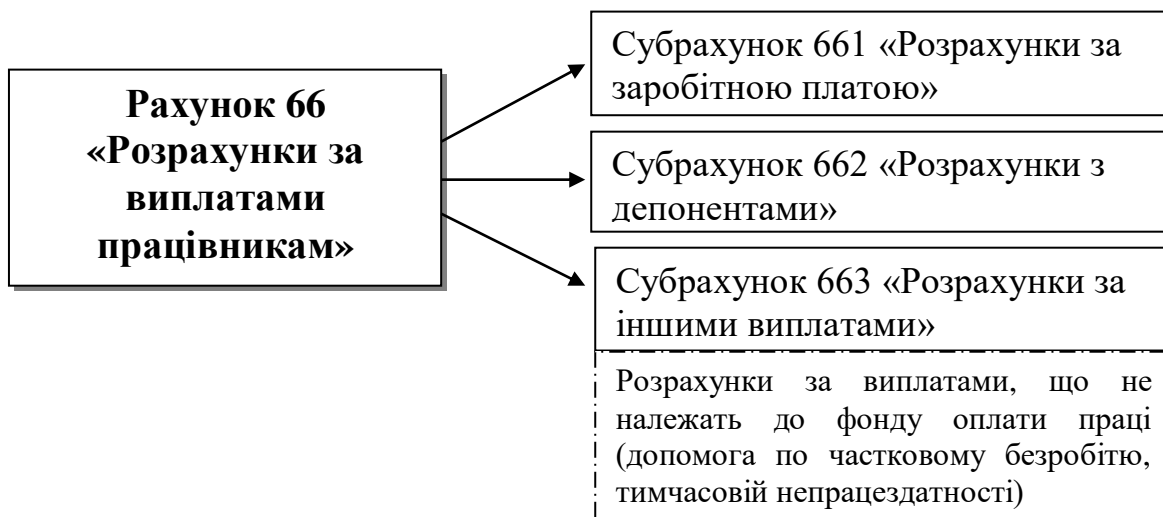 Рахунок 66
«Розрахунки за
виплатами
працівникам»
Субрахунок 661 «Розрахунки за
заробітною платою»
Субрахунок 662 «Розрахунки з
депонентами»
Субрахунок 663 «Розрахунки за
іншими виплатами»
Розрахунки за виплатами, що не
належать до фонду оплати праці
(допомога по частковому безробітю,
тимчасовій непрацездатності)